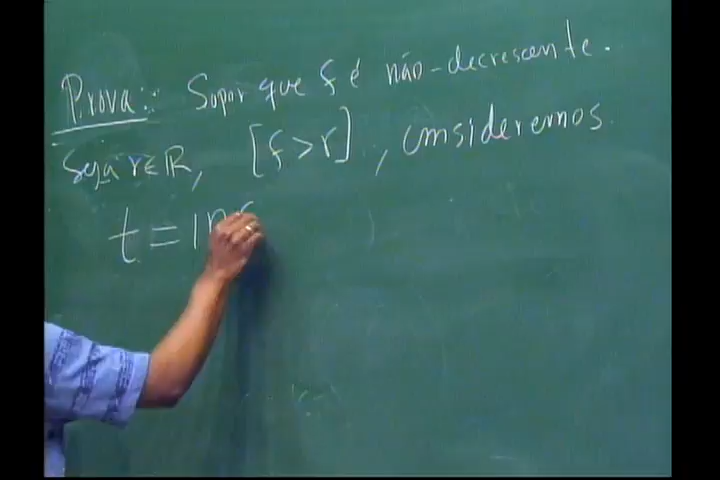 Prova: Supor que f é não-decrescente.
Seja r∈ℝ, [f>r], consideremos
t = inf